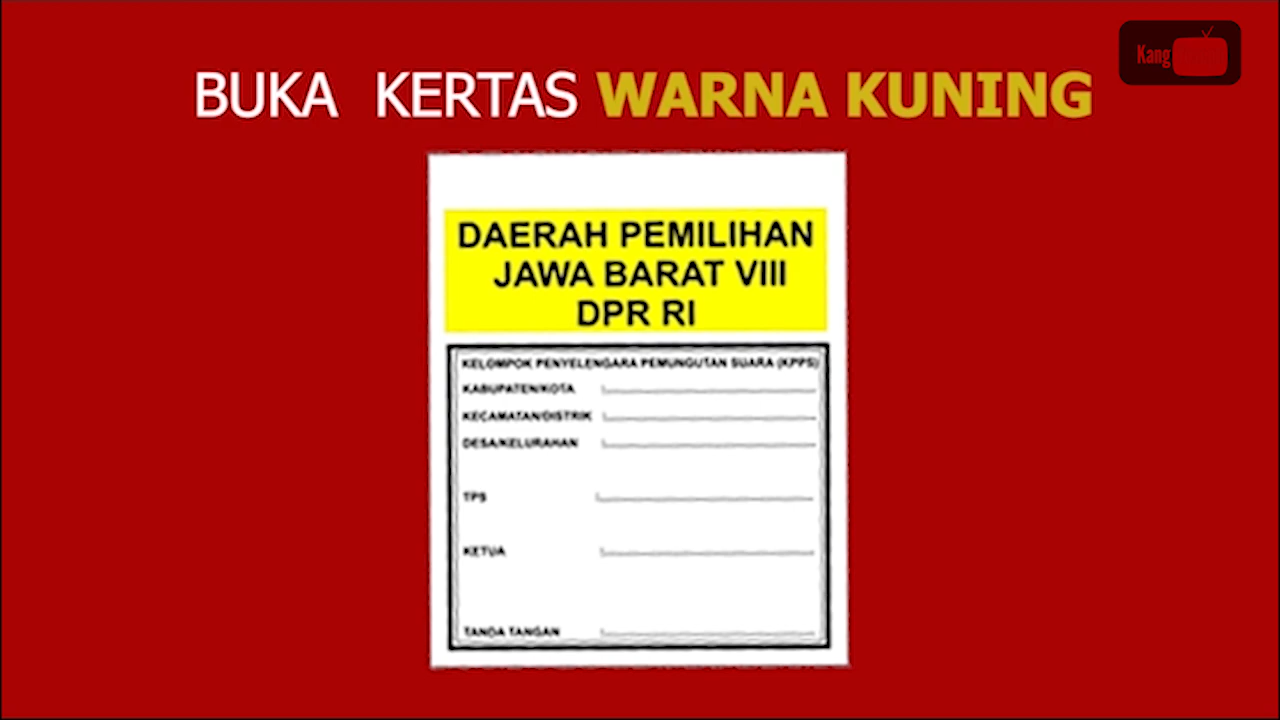 BUKA KERTAS WARNA KUNING
Kang
DAERAH PEMILIHAN
JAWA BARAT VIII
DPR RI
KELOMPOK PENYELENGARA PEMUNGUTAN SUARA (KPPS)
KABUPATEN/KOTA
KECAMATAN/DISTRIK
DESA/KELURAHAN
TPS
KETUA
TANDA TANGAN